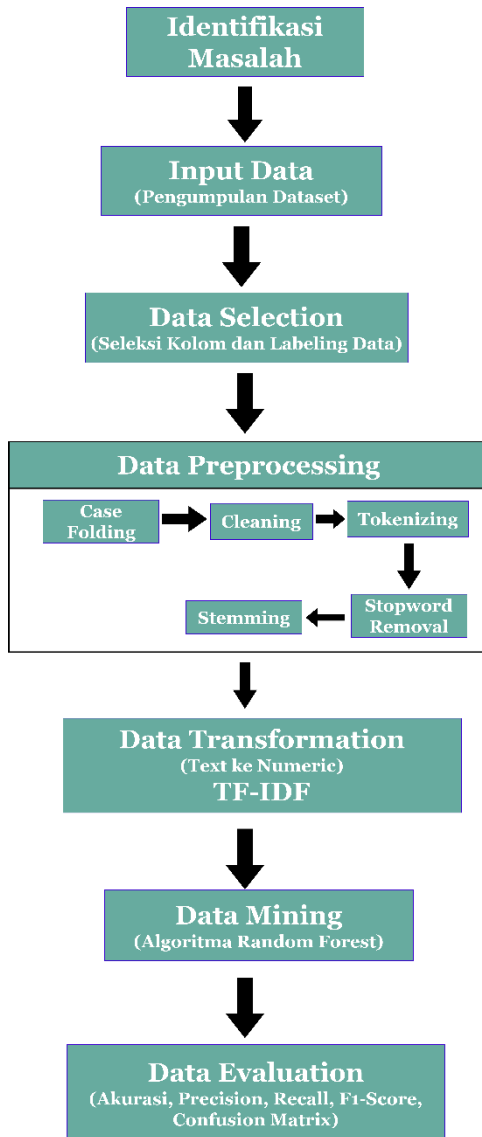 Identifikasi
Masalah
Input Data
(Pengumpulan Dataset)
Data Selection
(Seleksi Kolom dan Labeling Data)
Data Preprocessing
Case
Folding
Cleaning
Tokenizing
Stopword
Removal
Stemming
Data Transformation
(Text ke Numeric)
TF-IDF
Data Mining
(Algoritma Random Forest)
Data Evaluation
(Akurasi, Precision, Recall, F1-Score,
Confusion Matrix)